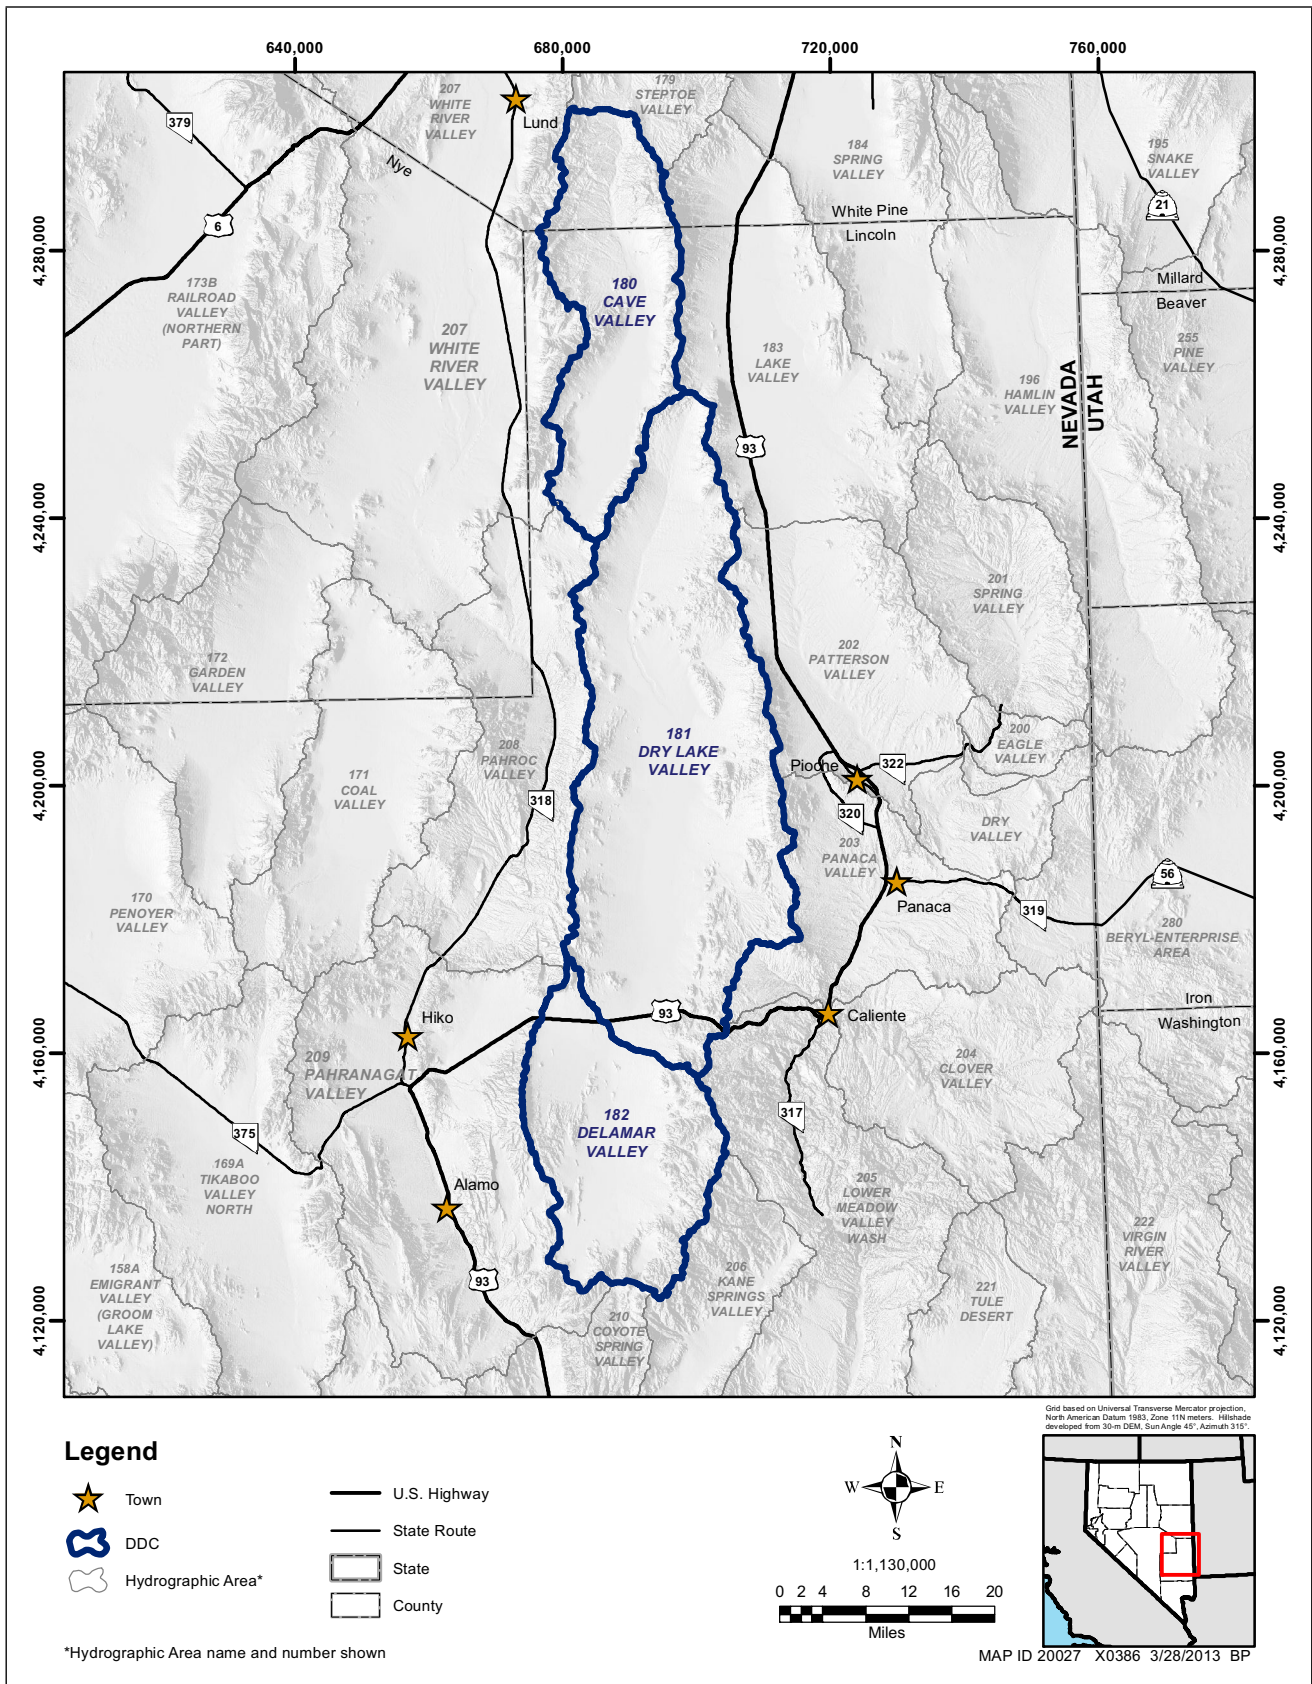 640,000
680,000
720,000
760,000
4,280,000
4,240,000
4,200,000
4,160,000
4,120,000
4,280,000
4,240,000
4,200,000
4,160,000
4,120,000
379
207
WHITE
RIVER
VALLEY
Lund
179
STEPTOE
VALLEY
184
SPRING
VALLEY
195
SNAKE
VALLEY
21
Nye
6
White Pine
Lincoln
Millard
Beaver
173B
RAILROAD
VALLEY
(NORTHERN
PART)
180
CAVE
VALLEY
207
WHITE
RIVER
VALLEY
183
LAKE
VALLEY
255
PINE
VALLEY
196
HAMLIN
VALLEY
NEVADA
UTAH
93
201
SPRING
VALLEY
202
PATTERSON
VALLEY
172
GARDEN
VALLEY
208
PAHROC
VALLEY
181
DRY LAKE
VALLEY
200
EAGLE
VALLEY
171
COAL
VALLEY
318
Pioche
322
320
DRY
VALLEY
203
PANACA
VALLEY
56
170
PENOYER
VALLEY
Panaca
319
280
BERYL-ENTERPRISE
AREA
Hiko
93
Caliente
Iron
Washington
209
PAHRANAGAT
VALLEY
204
CLOVER
VALLEY
182
DELAMAR
VALLEY
317
375
169A
TIKABOO
VALLEY
NORTH
Alamo
205
LOWER
MEADOW
VALLEY
WASH
222
VIRGIN
RIVER
VALLEY
158A
EMIGRANT
VALLEY
(GROOM
LAKE
VALLEY)
93
206
KANE
SPRINGS
VALLEY
221
TULE
DESERT
210
COYOTE
SPRING
VALLEY
Grid based on Universal Transverse Mercator projection,
North American Datum 1983, Zone 11N meters. Hillshade
developed from 30-m DEM, Sun Angle 45°, Azimuth 315°.
Legend
Town
DDC
Hydrographic Area*
U.S. Highway
State Route
State
County
N
W
E
S
1:1,130,000
0 2 4 8 12 16 20
Miles
*Hydrographic Area name and number shown
MAP ID 20027 X0386 3/28/2013 BP